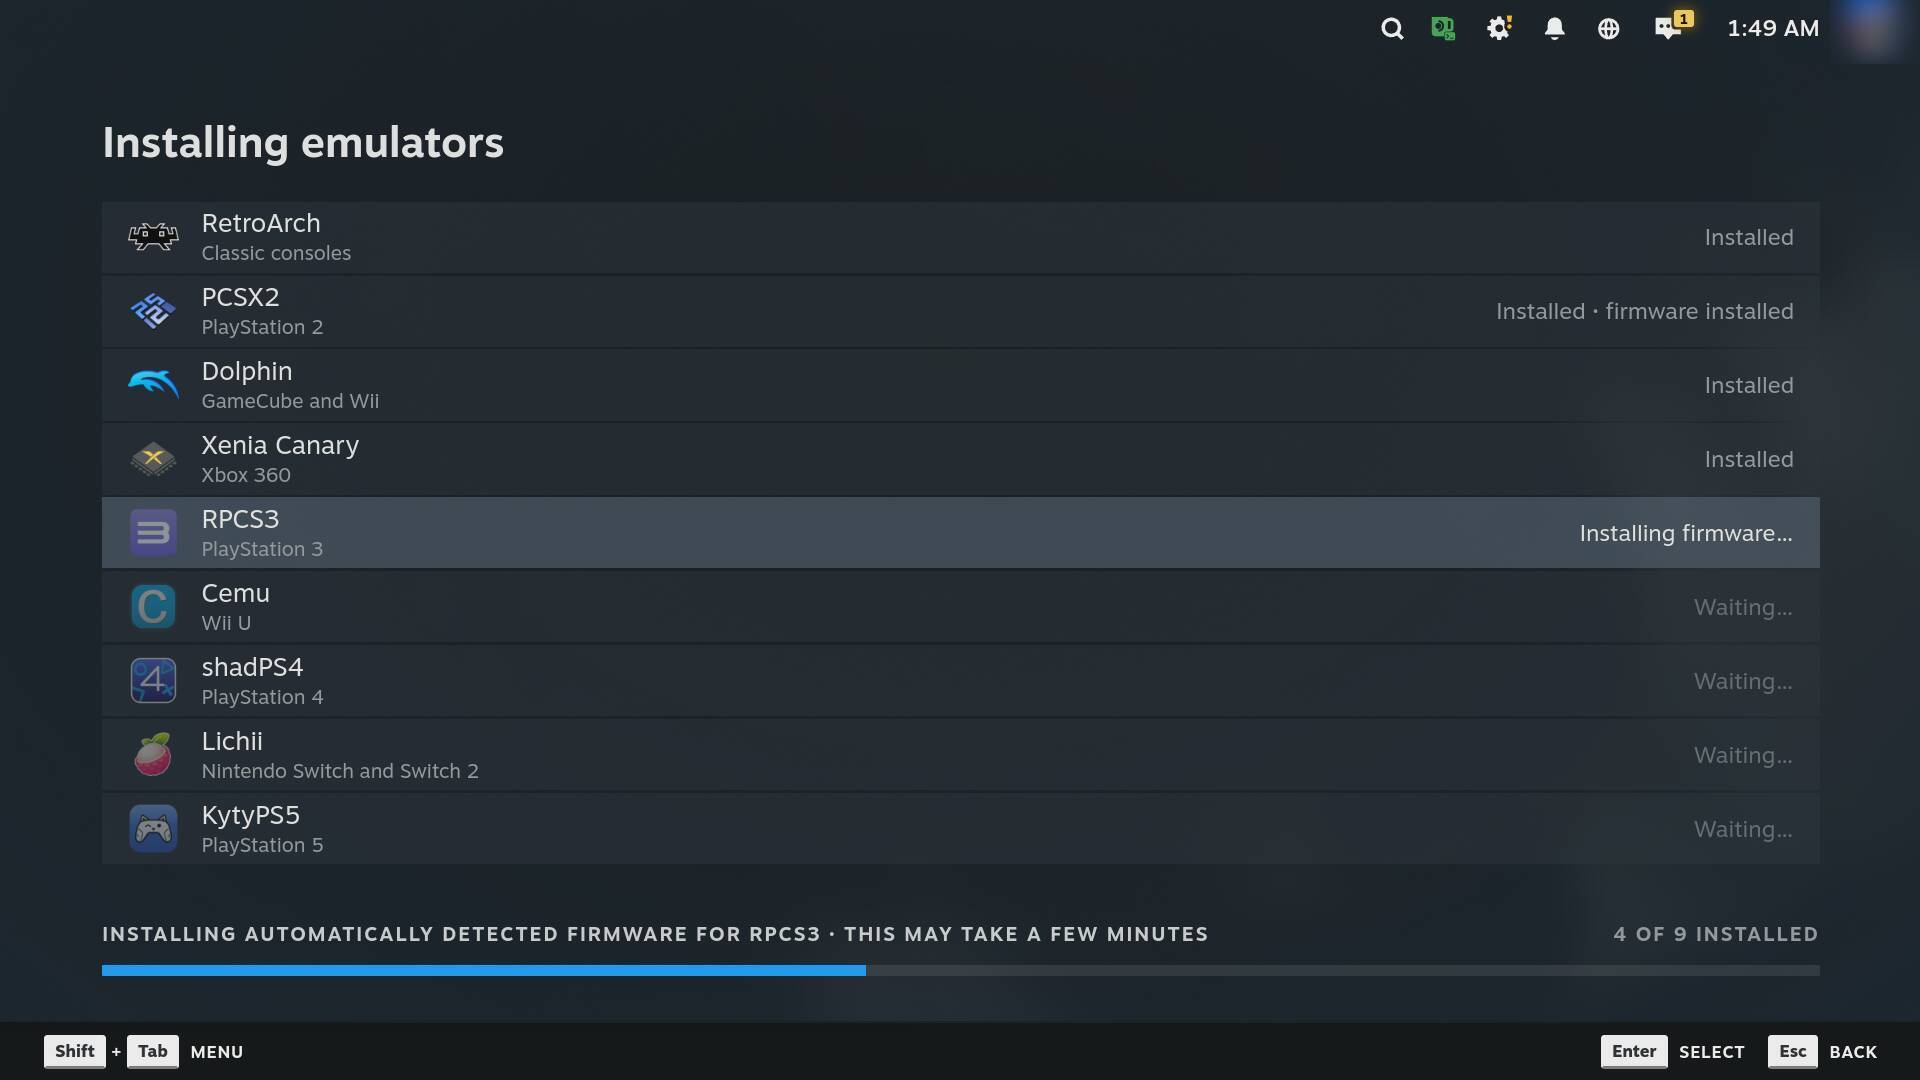 1
1:49 AM
Installing emulators
RetroArch
Classic consoles
Installed
PCSX2
PlayStation 2
Installed · firmware installed
Dolphin
GameCube and Wii
Installed
Xenia Canary
Xbox 360
Installed
RPCS3
PlayStation 3
Installing firmware...
Cemu
Wii U
Waiting...
shadPS4
PlayStation 4
Waiting...
Lichii
Nintendo Switch and Switch 2
Waiting...
KytyPS5
PlayStation 5
Waiting...
INSTALLING AUTOMATICALLY DETECTED FIRMWARE FOR RPCS3 · THIS MAY TAKE A FEW MINUTES
4 OF 9 INSTALLED
Shift + Tab MENU
Enter SELECT Esc BACK